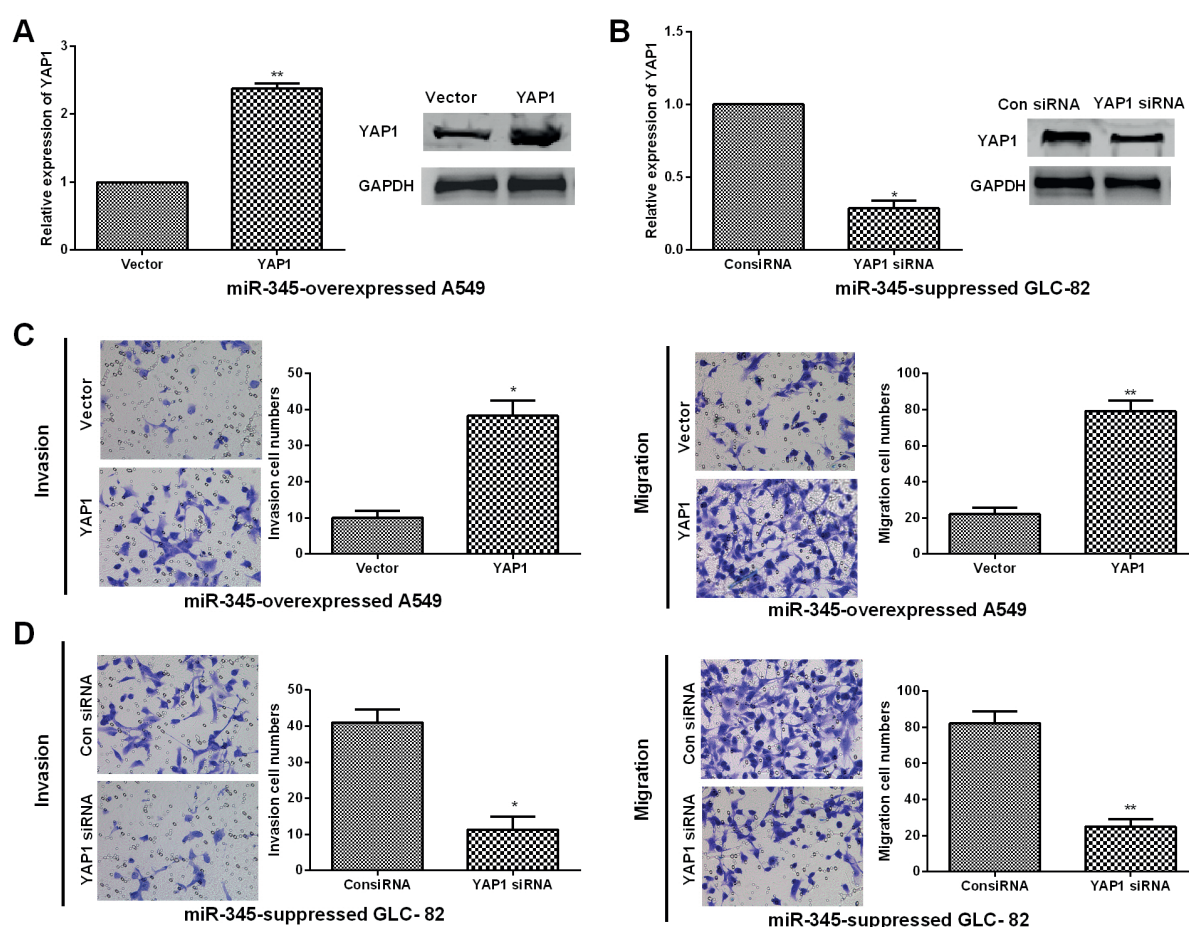 A
Relative expression of YAP1
3
2
1
0
**
Vector
YAP1
Vector YAP1
YAP1
GAPDH
miR-345-overexpressed A549
B
Relative expression of YAP1
1.5
1.0
0.5
0.0
*
ConsiRNA
YAP1 siRNA
Con siRNA YAP1 siRNA
YAP1
GAPDH
miR-345-suppressed GLC-82
C
Invasion
Vector
YAP1
Invasion cell numbers
50
40
30
20
10
0
*
Vector
YAP1
miR-345-overexpressed A549
Migration
Vector
YAP1
Migration cell numbers
100
80
60
40
20
0
**
Vector
YAP1
miR-345-overexpressed A549
D
Invasion
Con siRNA
YAP1 siRNA
Invasion cell numbers
50
40
30
20
10
0
*
ConsiRNA
YAP1 siRNA
miR-345-suppressed GLC- 82
Migration
Con siRNA
YAP1 siRNA
Migration cell numbers
100
80
60
40
20
0
**
ConsiRNA
YAP1 siRNA
miR-345-suppressed GLC- 82